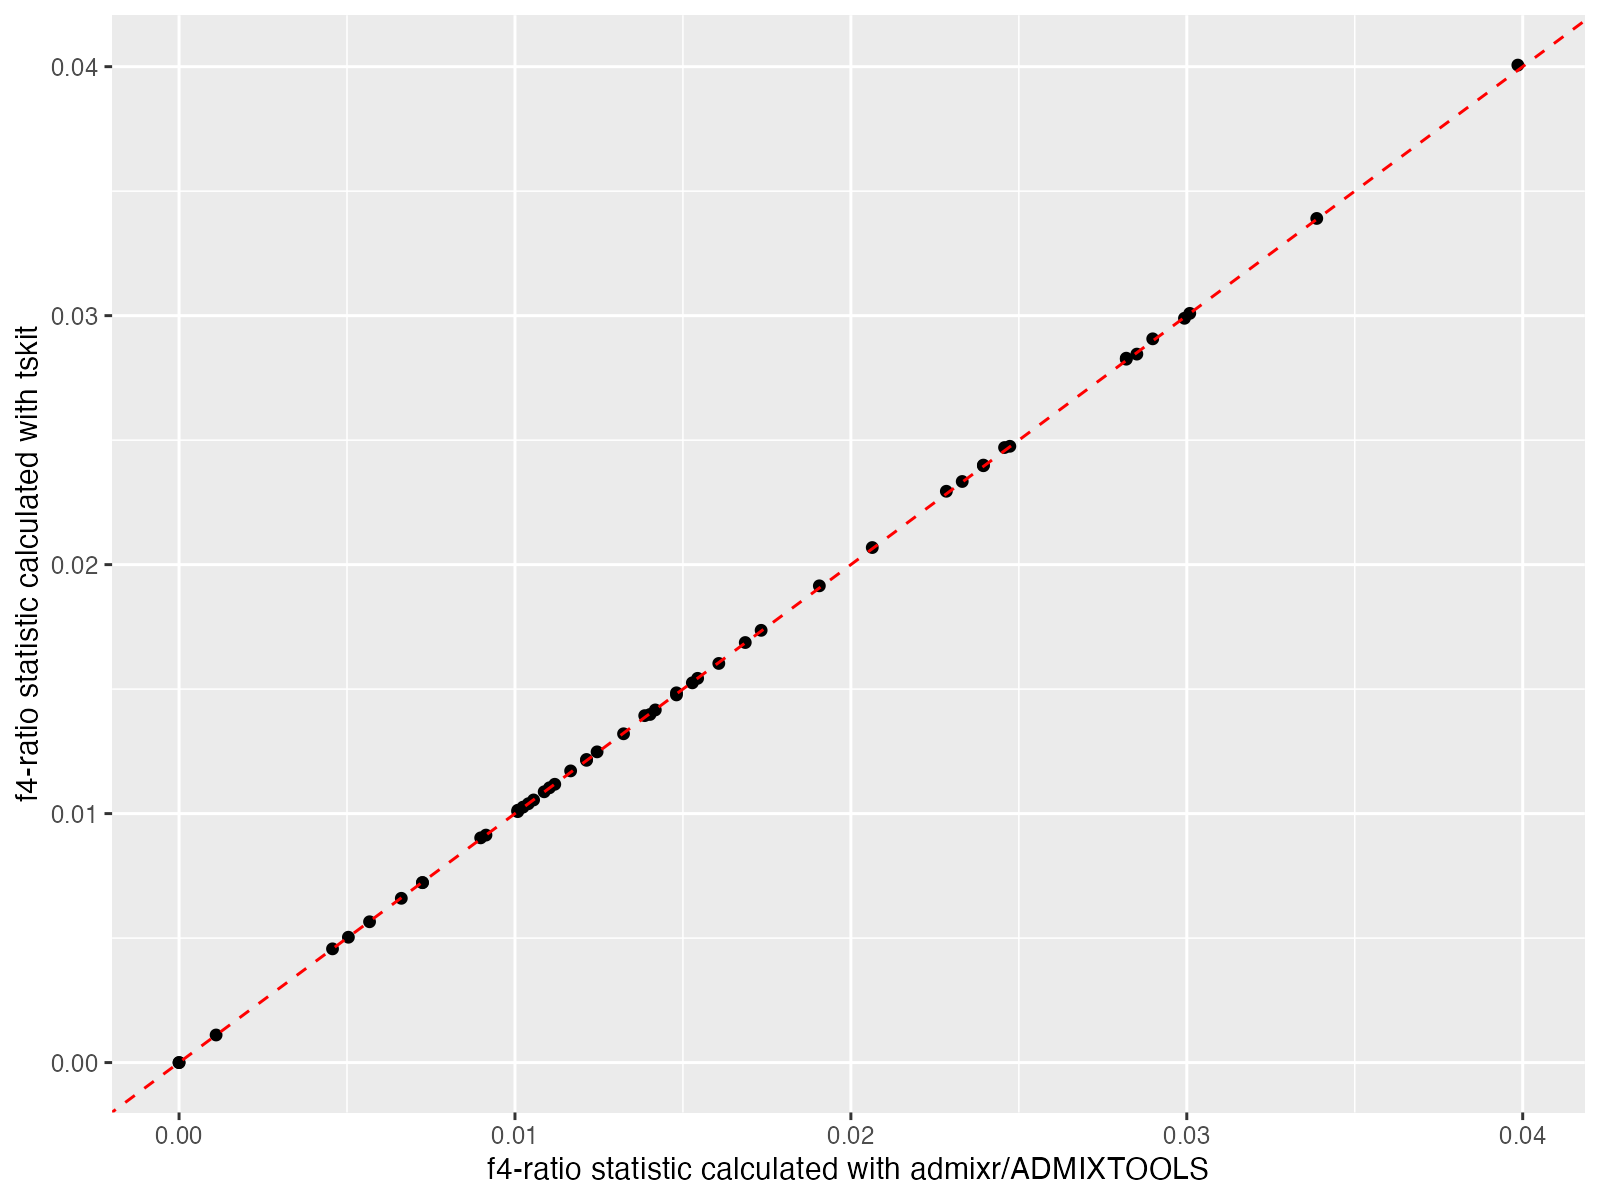 f4-ratio statistic calculated with tskit
0.04
0.03
0.02
0.01
0.00
0.00 0.01 0.02 0.03 0.04
f4-ratio statistic calculated with admixr/ADMIXTOOLS